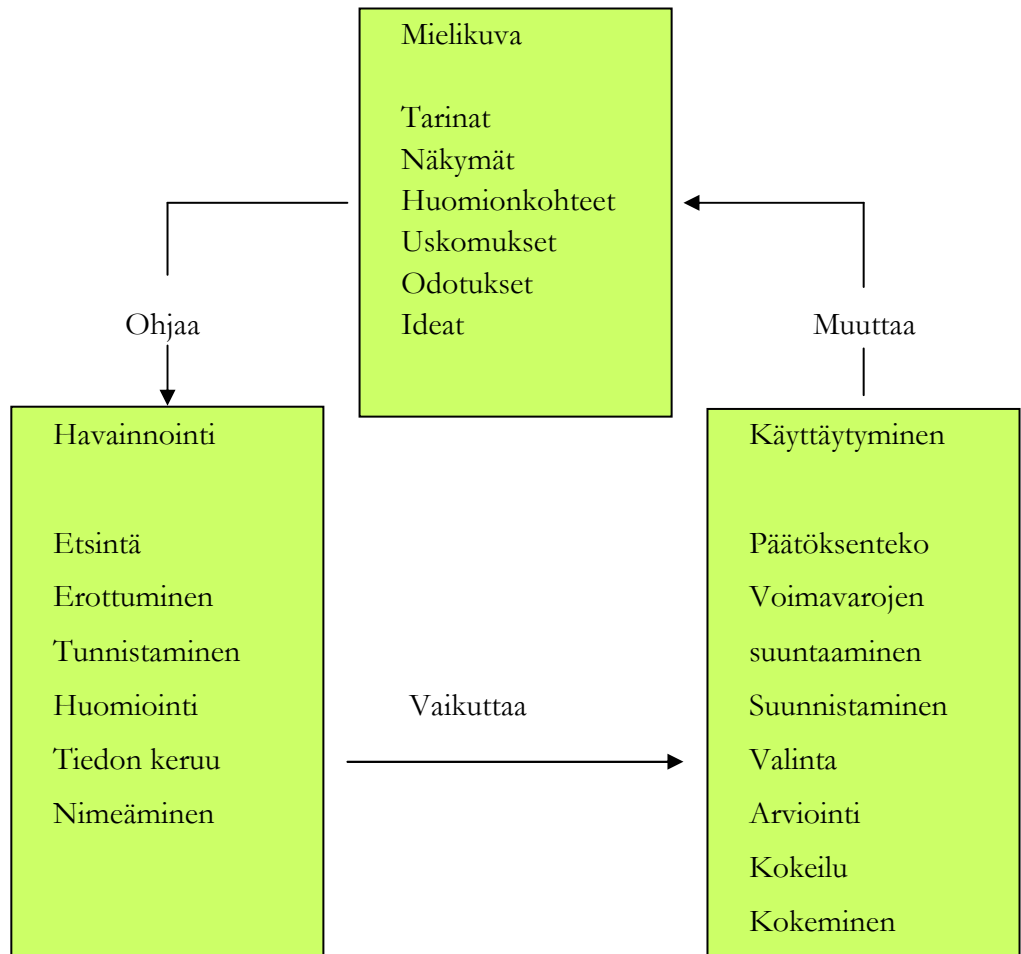 Mielikuva
Tarinat
Näkymät
Huomionkohteet
Uskomukset
Odotukset
Ideat
Ohjaa
Muuttaa
Havainnointi
Etsintä
Erottuminen
Tunnistaminen
Huomiointi
Tiedon keruu
Nimeäminen
Vaikuttaa
Käyttäytyminen
Päätöksenteko
Voimavarojen
suuntaaminen
Suunnistaminen
Valinta
Arviointi
Kokeilu
Kokeminen